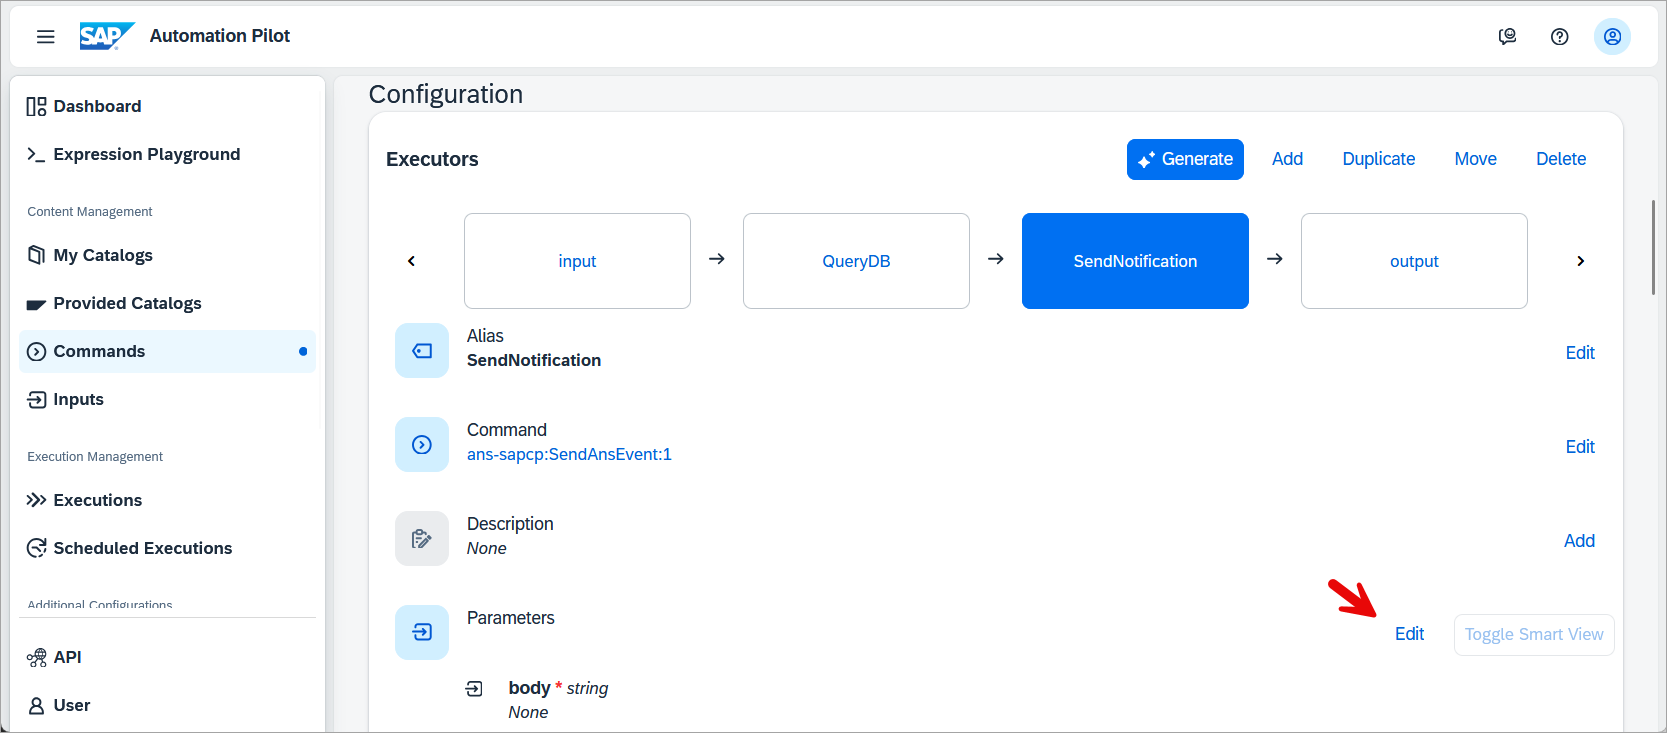 SAP Automation Pilot
Dashboard
Expression Playground
Content Management
My Catalogs
Provided Catalogs
Commands
Inputs
Execution Management
Executions
Scheduled Executions
Additional Configurations
API
User
Configuration
Executors
Generate Add Duplicate Move Delete
input QueryDB SendNotification output
Alias
SendNotification
Edit
Command
ans-sapcp:SendAnsEvent:1
Edit
Description
None
Add
Parameters
Edit Toggle Smart View
body * string
None